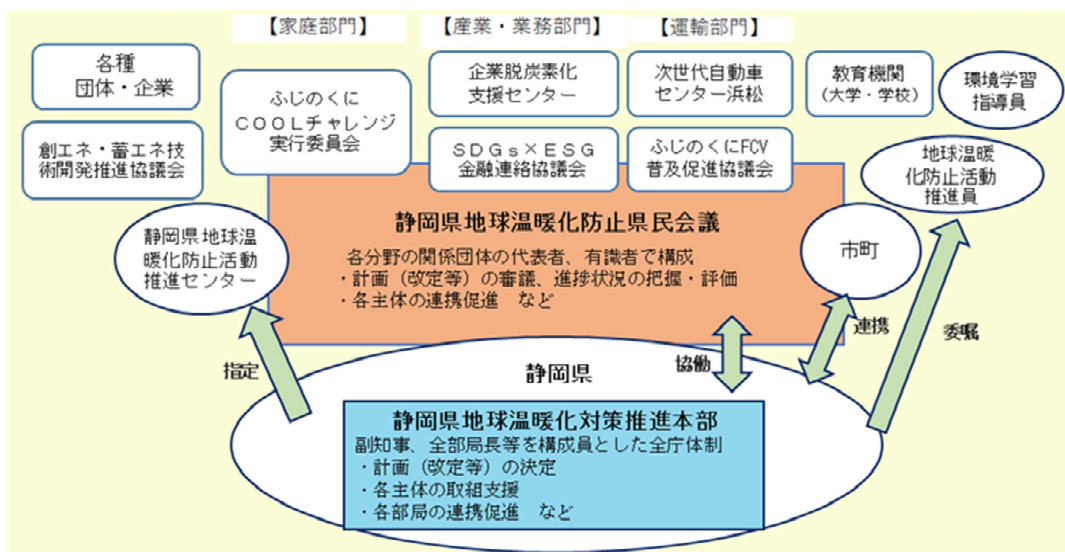 【家庭部門】
【産業・業務部門】
【運輸部門】
各種
団体・企業
ふじのくに
ＣＯＯＬチャレンジ
実行委員会
企業脱炭素化
支援センター
次世代自動車
センター浜松
教育機関
(大学・学校)
環境学習
指導員
創エネ・蓄エネ技
術開発推進協議会
ＳＤＧｓ×ＥＳＧ
金融連絡協議会
ふじのくにFCV
普及促進協議会
地球温暖
化防止活動
推進員
静岡県地球温
暖化防止活動
推進センター
静岡県地球温暖化防止県民会議
各分野の関係団体の代表者、有識者で構成
・計画（改定等）の審議、進捗状況の把握・評価
・各主体の連携促進　など
市町
指定
協働
連携
委嘱
静岡県
静岡県地球温暖化対策推進本部
副知事、全部局長等を構成員とした全庁体制
・計画（改定等）の決定
・各主体の取組支援
・各部局の連携促進　など